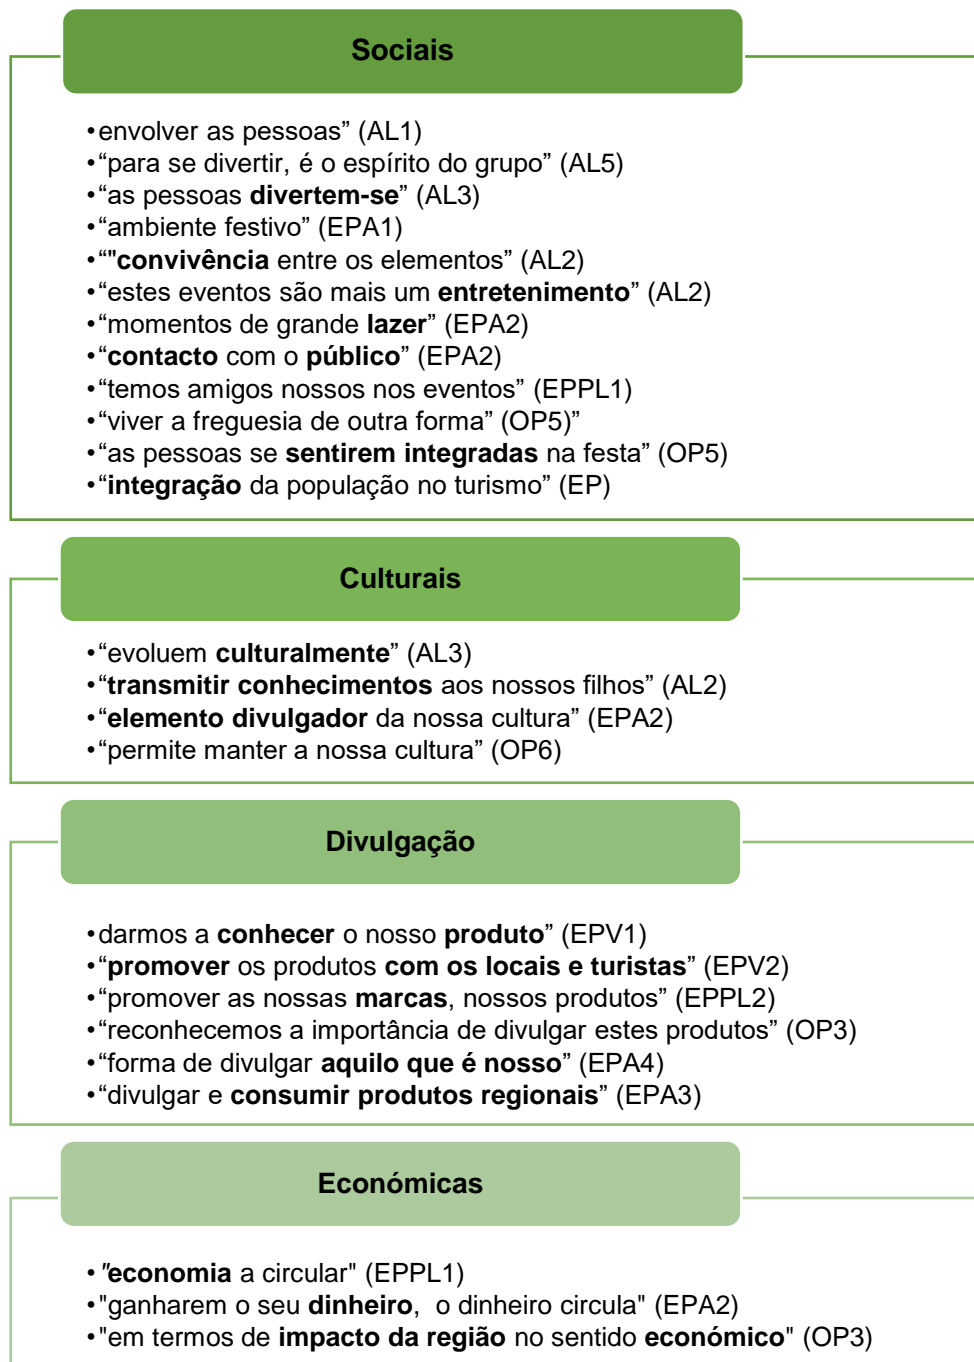 Sociais
•envolver as pessoas” (AL1)
•“para se divertir, é o espírito do grupo” (AL5)
•“as pessoas divertem-se” (AL3)
•“ambiente festivo” (EPA1)
•“"convivência entre os elementos” (AL2)
•“estes eventos são mais um entretenimento” (AL2)
•“momentos de grande lazer” (EPA2)
•“contacto com o público” (EPA2)
•“temos amigos nossos nos eventos” (EPPL1)
•“viver a freguesia de outra forma” (OP5)”
•“as pessoas se sentirem integradas na festa” (OP5)
•“integração da população no turismo” (EP)
Culturais
•“evoluem culturalmente” (AL3)
•“transmitir conhecimentos aos nossos filhos” (AL2)
•“elemento divulgador da nossa cultura” (EPA2)
•“permite manter a nossa cultura” (OP6)
Divulgação
•darmos a conhecer o nosso produto” (EPV1)
•“promover os produtos com os locais e turistas” (EPV2)
•“promover as nossas marcas, nossos produtos” (EPPL2)
•“reconhecemos a importância de divulgar estes produtos” (OP3)
•“forma de divulgar aquilo que é nosso” (EPA4)
•“divulgar e consumir produtos regionais” (EPA3)
Económicas
•"economia a circular" (EPPL1)
•"ganharem o seu dinheiro, o dinheiro circula" (EPA2)
•"em termos de impacto da região no sentido económico" (OP3)